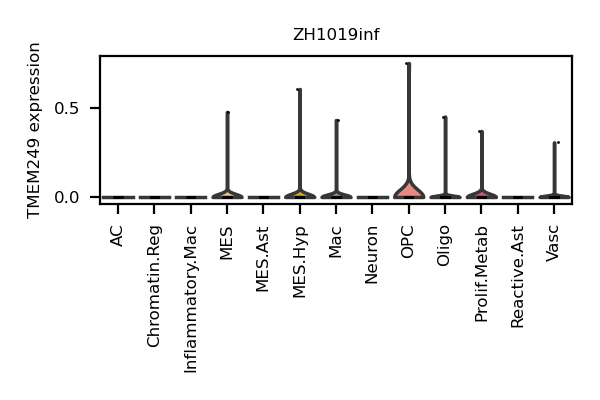 ZH1019inf
TMEM249 expression
0.5
0.0
AC
Chromatin.Reg
Inflammatory.Mac
MES
MES.Ast
MES.Hyp
Mac
Neuron
OPC
Oligo
Prolif.Metab
Reactive.Ast
Vasc